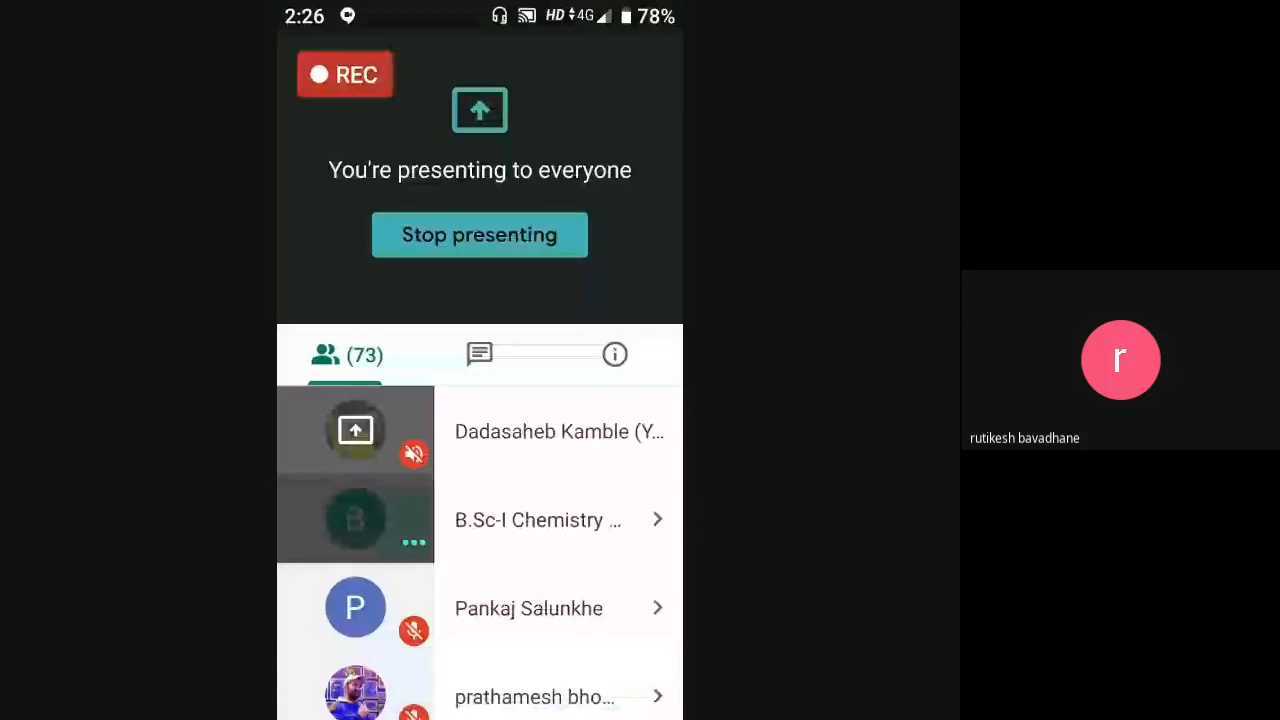 2:26 HD 4G 78%
REC
You're presenting to everyone
Stop presenting
(73)
Dadasaheb Kamble (Y...
B
B.Sc-I Chemistry ...
P
Pankaj Salunkhe
prathamesh bho...
r
rutikesh bavadhane